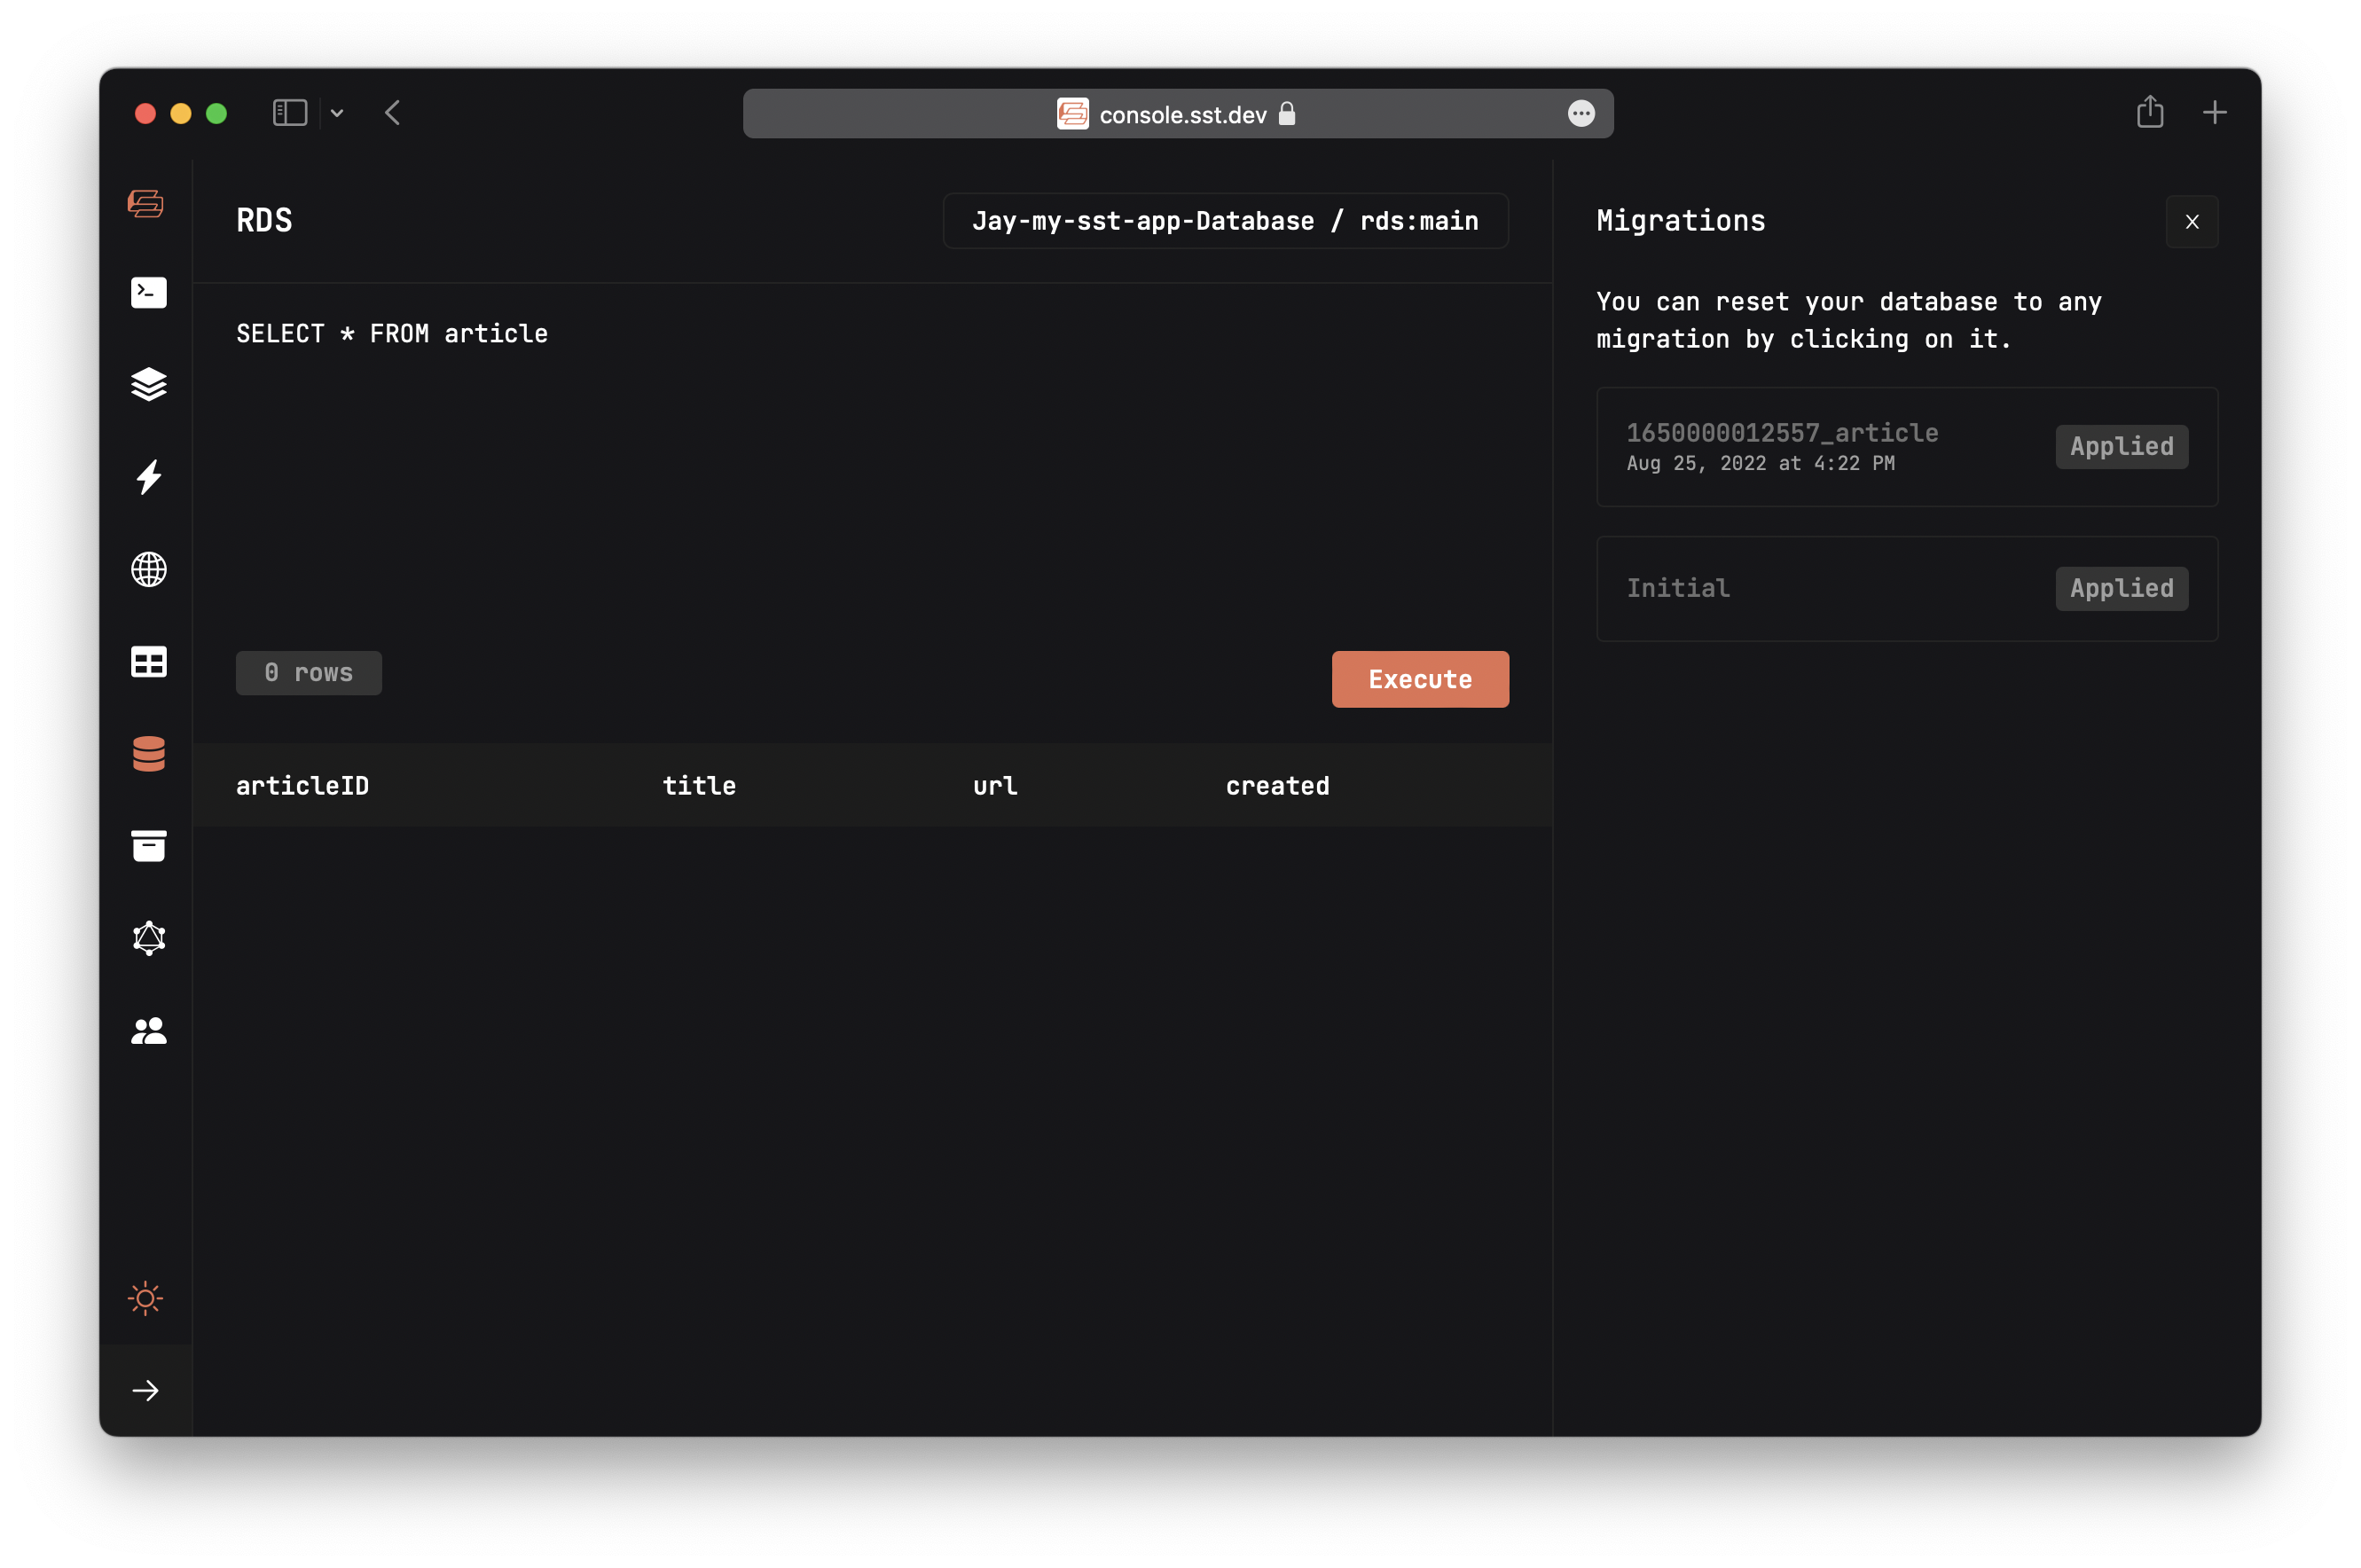 console.sst.dev
RDS
Jay-my-sst-app-Database / rds:main
SELECT * FROM article
0 rows
Execute
articleID title url created
Migrations
X
You can reset your database to any
migration by clicking on it.
1650000012557_article
Aug 25, 2022 at 4:22 PM
Applied
Initial
Applied